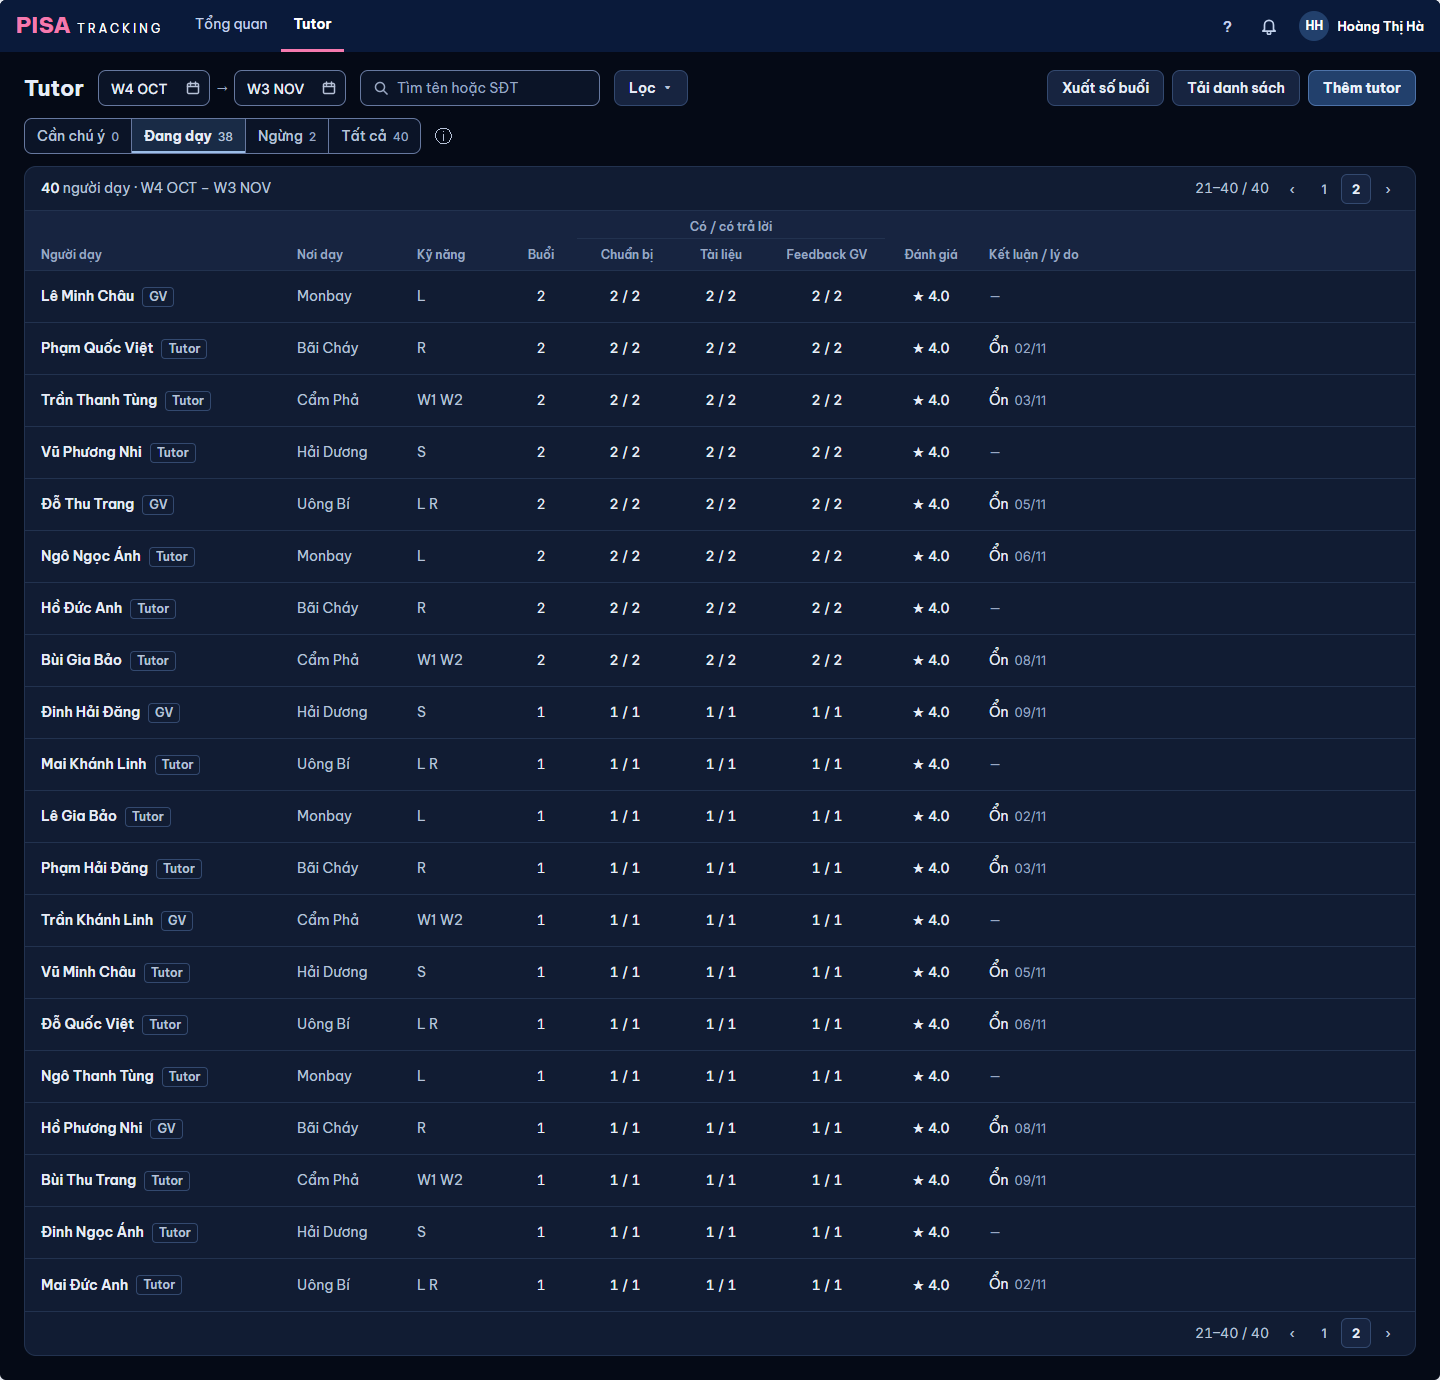 PISA TRACKING Tổng quan Tutor ? HH Hoàng Thị Hà
Tutor W4 OCT → W3 NOV Tìm tên hoặc SĐT Lọc Xuất số buổi Tải danh sách Thêm tutor
Cần chú ý 0 Đang dạy 38 Ngừng 2 Tất cả 40
40 người dạy · W4 OCT – W3 NOV 21–40 / 40 ‹ 1 2 ›
Có / có trả lời
Người dạy Nơi dạy Kỹ năng Buổi Chuẩn bị Tài liệu Feedback GV Đánh giá Kết luận / lý do
Lê Minh Châu GV Monbay L 2 2 / 2 2 / 2 2 / 2 ★ 4.0 –
Phạm Quốc Việt Tutor Bãi Cháy R 2 2 / 2 2 / 2 2 / 2 ★ 4.0 Ổn 02/11
Trần Thanh Tùng Tutor Cẩm Phả W1 W2 2 2 / 2 2 / 2 2 / 2 ★ 4.0 Ổn 03/11
Vũ Phương Nhi Tutor Hải Dương S 2 2 / 2 2 / 2 2 / 2 ★ 4.0 –
Đỗ Thu Trang GV Uông Bí L R 2 2 / 2 2 / 2 2 / 2 ★ 4.0 Ổn 05/11
Ngô Ngọc Ánh Tutor Monbay L 2 2 / 2 2 / 2 2 / 2 ★ 4.0 Ổn 06/11
Hồ Đức Anh Tutor Bãi Cháy R 2 2 / 2 2 / 2 2 / 2 ★ 4.0 –
Bùi Gia Bảo Tutor Cẩm Phả W1 W2 2 2 / 2 2 / 2 2 / 2 ★ 4.0 Ổn 08/11
Đinh Hải Đăng GV Hải Dương S 1 1 / 1 1 / 1 1 / 1 ★ 4.0 Ổn 09/11
Mai Khánh Linh Tutor Uông Bí L R 1 1 / 1 1 / 1 1 / 1 ★ 4.0 –
Lê Gia Bảo Tutor Monbay L 1 1 / 1 1 / 1 1 / 1 ★ 4.0 Ổn 02/11
Phạm Hải Đăng Tutor Bãi Cháy R 1 1 / 1 1 / 1 1 / 1 ★ 4.0 Ổn 03/11
Trần Khánh Linh GV Cẩm Phả W1 W2 1 1 / 1 1 / 1 1 / 1 ★ 4.0 –
Vũ Minh Châu Tutor Hải Dương S 1 1 / 1 1 / 1 1 / 1 ★ 4.0 Ổn 05/11
Đỗ Quốc Việt Tutor Uông Bí L R 1 1 / 1 1 / 1 1 / 1 ★ 4.0 Ổn 06/11
Ngô Thanh Tùng Tutor Monbay L 1 1 / 1 1 / 1 1 / 1 ★ 4.0 –
Hồ Phương Nhi GV Bãi Cháy R 1 1 / 1 1 / 1 1 / 1 ★ 4.0 Ổn 08/11
Bùi Thu Trang Tutor Cẩm Phả W1 W2 1 1 / 1 1 / 1 1 / 1 ★ 4.0 Ổn 09/11
Đinh Ngọc Ánh Tutor Hải Dương S 1 1 / 1 1 / 1 1 / 1 ★ 4.0 –
Mai Đức Anh Tutor Uông Bí L R 1 1 / 1 1 / 1 1 / 1 ★ 4.0 Ổn 02/11
21–40 / 40 ‹ 1 2 ›